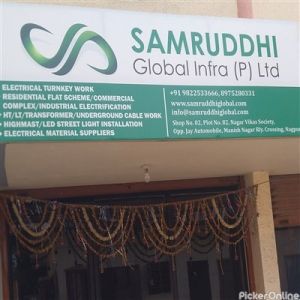 SAMRUDDHI
Global Infra (P) Ltd
ELECTRICAL TURNKEY WORK
RESIDENTIAL FLAT SCHEME/COMMERCIAL
COMPLEX/INDUSTRIAL ELECTRIFICATION
HT/LT/TRANSFORMER/UNDERGROUND CABLE WORK
HIGHMAST/LED STREET LIGHT INSTALLATION
ELECTRICAL MATERIAL SUPPLIERS
+91 9822533666, 0975280331
www.samruddhiglobal.com
email: info@samruddhiglobal.com
Shop No. 02, Plot No. 82, Nagar Vikas Society,
Opp. Jay Automobile, Manish Nagar Rly. Crossing, Nagpur
PickerOnline